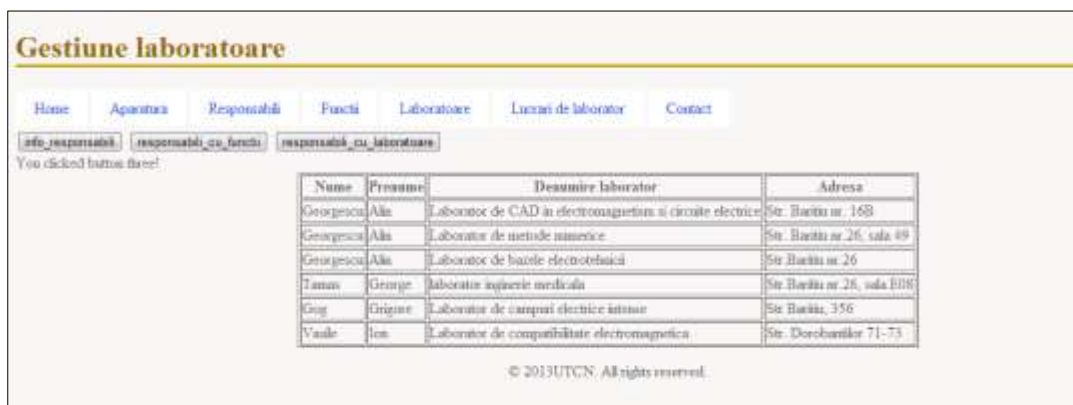 Gestiune laboratoare
Home Aparatura Responsabili Functii Laboratoare Lucrari de laborator Contact
info_responsabili responsabili_cu_functii responsabili_cu_laboratoare
You clicked button three!
Nume Prenume Denumire laborator Adresa
Georgescu Alin Laborator de CAD in electromagnetism si circuite electrice Str. Baritiu nr. 16B
Georgescu Alin Laborator de metode numerice Str. Baritiu nr.26, sala 49
Georgescu Alin Laborator de bazele electrotehnicii Str.Baritiu nr.26
Tamas George laborator inginerie medicala Str.Baritiu nr.26, sala E08
Gog Grigore Laborator de campuri electrice intense Str. Baritiu, 356
Vasile Ion Laborator de compatibilitate electromagnetica Str. Dorobantilor 71-73
© 2013UTCN. All rights reserved.